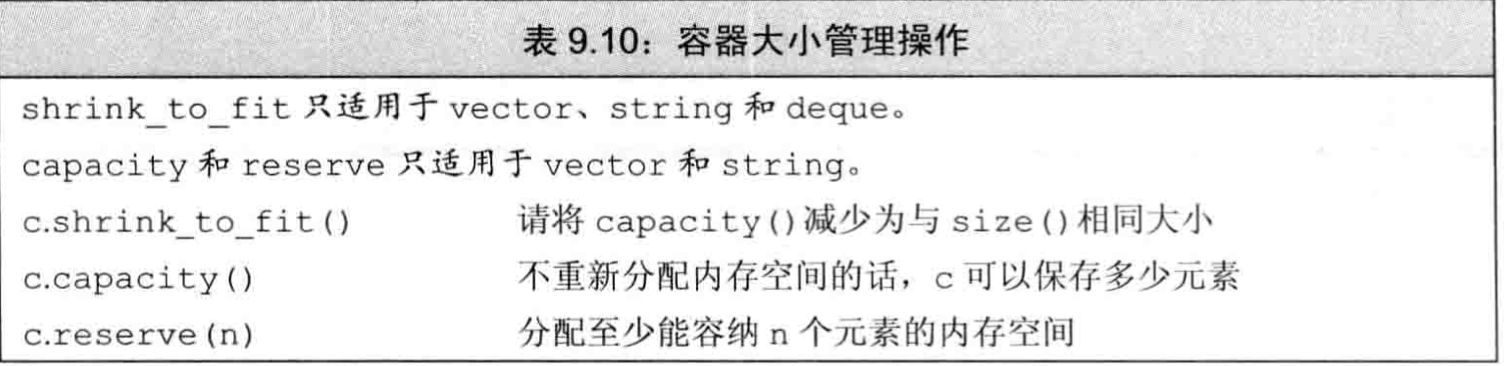 表 9.10：容器大小管理操作
shrink_to_fit 只适用于 vector、string 和 deque。
capacity 和 reserve 只适用于 vector 和 string。
c.shrink_to_fit() 请将 capacity()减少为与 size()相同大小
c.capacity() 不重新分配内存空间的话，c 可以保存多少元素
c.reserve(n) 分配至少能容纳 n 个元素的内存空间